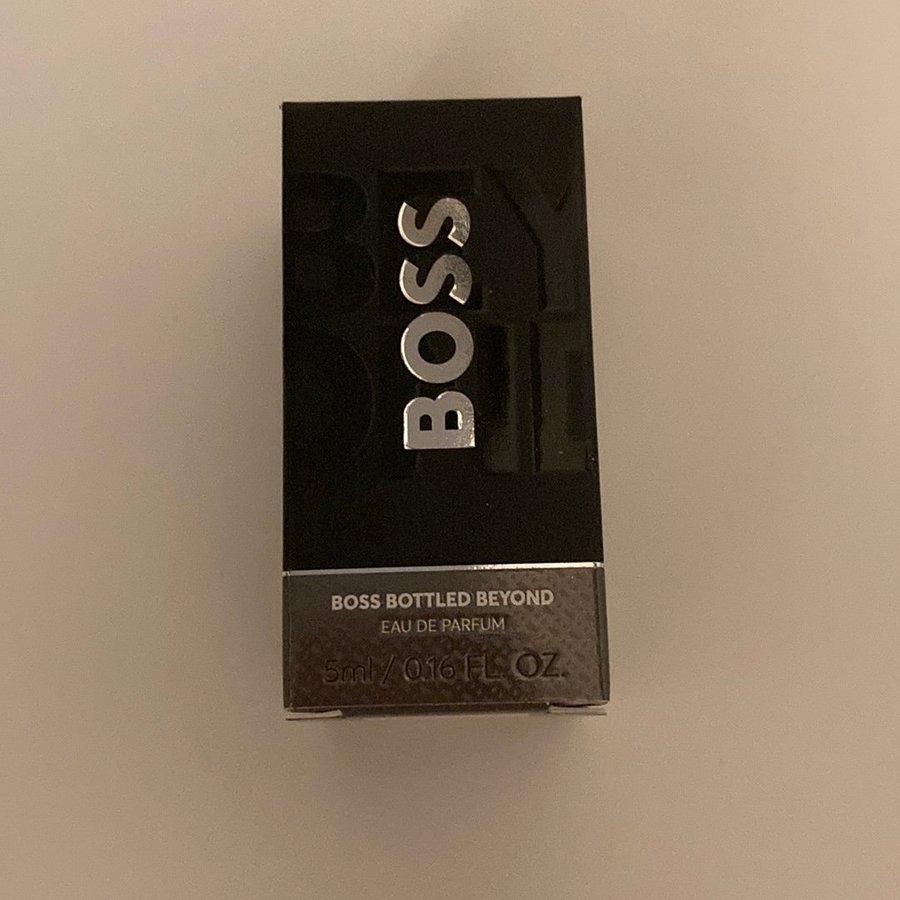 BOSS
BOSS BOTTLED BEYOND
EAU DE PARFUM
5ml / 0.16 FL. OZ.